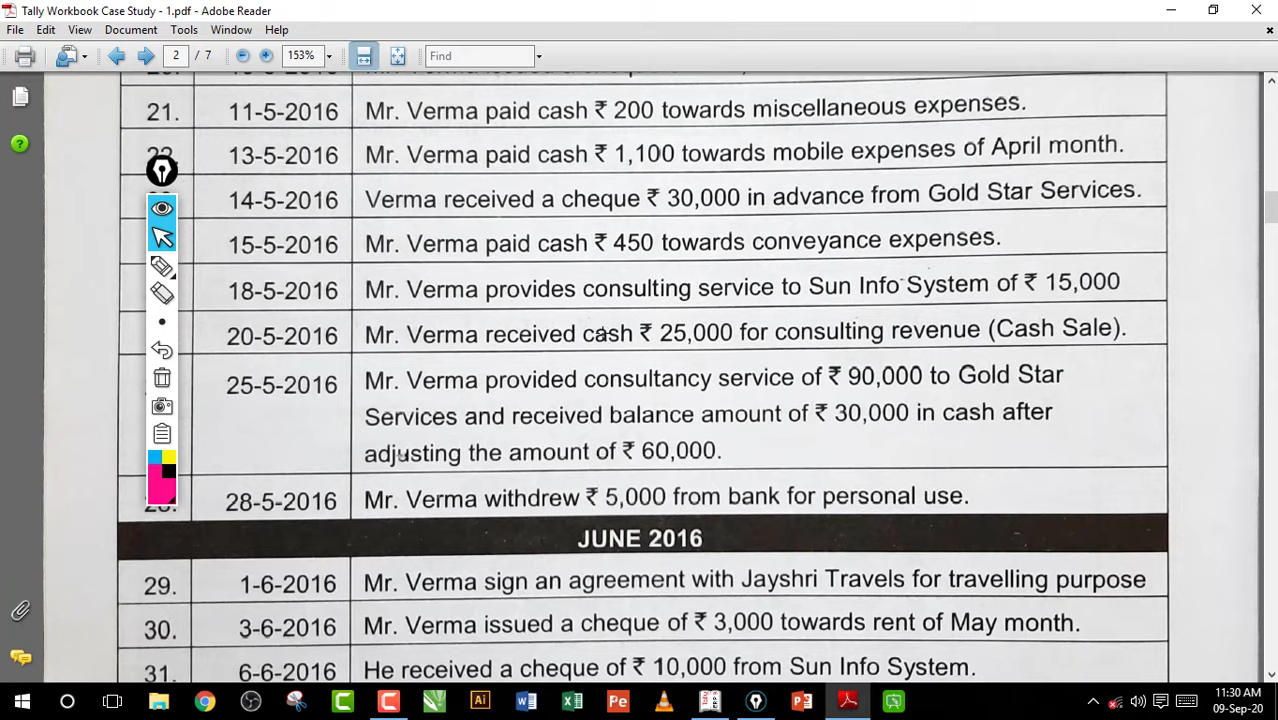 Tally Workbook Case Study - 1.pdf - Adobe Reader
File Edit View Document Tools Window Help
2 / 7 153% Find
21. 11-5-2016 Mr. Verma paid cash ₹ 200 towards miscellaneous expenses.
22. 13-5-2016 Mr. Verma paid cash ₹ 1,100 towards mobile expenses of April month.
14-5-2016 Verma received a cheque ₹ 30,000 in advance from Gold Star Services.
15-5-2016 Mr. Verma paid cash ₹ 450 towards conveyance expenses.
18-5-2016 Mr. Verma provides consulting service to Sun Info System of ₹ 15,000
20-5-2016 Mr. Verma received cash ₹ 25,000 for consulting revenue (Cash Sale).
25-5-2016 Mr. Verma provided consultancy service of ₹ 90,000 to Gold Star
Services and received balance amount of ₹ 30,000 in cash after
adjusting the amount of ₹ 60,000.
28-5-2016 Mr. Verma withdrew ₹ 5,000 from bank for personal use.
JUNE 2016
29. 1-6-2016 Mr. Verma sign an agreement with Jayshri Travels for travelling purpose
30. 3-6-2016 Mr. Verma issued a cheque of ₹ 3,000 towards rent of May month.
31. 6-6-2016 He received a cheque of ₹ 10,000 from Sun Info System.
11:30 AM
09-Sep-20